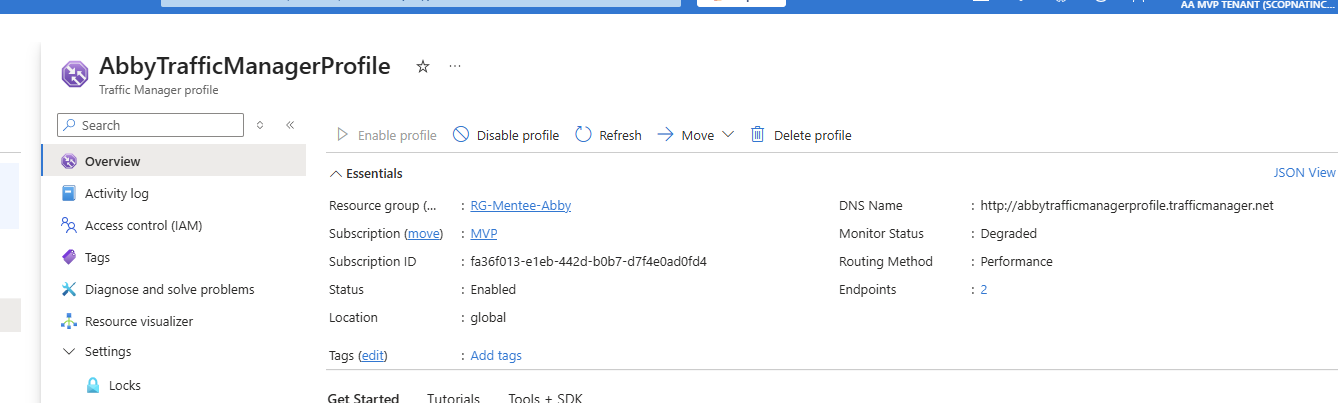 AA MVP TENANT (SCOPNATINC...
AbbyTrafficManagerProfile
Traffic Manager profile
Search
Enable profile Disable profile Refresh Move Delete profile
Overview
Activity log
Access control (IAM)
Tags
Diagnose and solve problems
Resource visualizer
Settings
Locks
Essentials
JSON View
Resource group (... : RG-Mentee-Abby
Subscription (move) : MVP
Subscription ID : fa36f013-e1eb-442d-b0b7-d7f4e0ad0fd4
Status : Enabled
Location : global
DNS Name : http://abbytrafficmanagerprofile.trafficmanager.net
Monitor Status : Degraded
Routing Method : Performance
Endpoints : 2
Tags (edit) : Add tags
Get Started Tutorials Tools + SDK